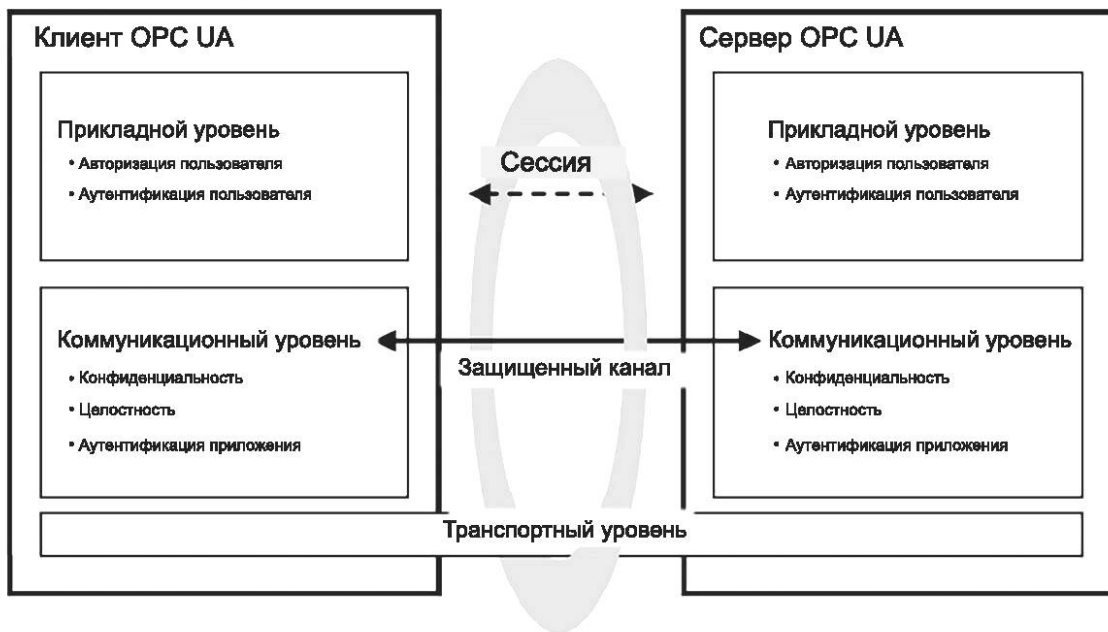 Клиент OPC UA
Прикладной уровень
• Авторизация пользователя
• Аутентификация пользователя
Коммуникационный уровень
• Конфиденциальность
• Целостность
• Аутентификация приложения
Сессия
Защищенный канал
Сервер OPC UA
Прикладной уровень
• Авторизация пользователя
• Аутентификация пользователя
Коммуникационный уровень
• Конфиденциальность
• Целостность
• Аутентификация приложения
Транспортный уровень